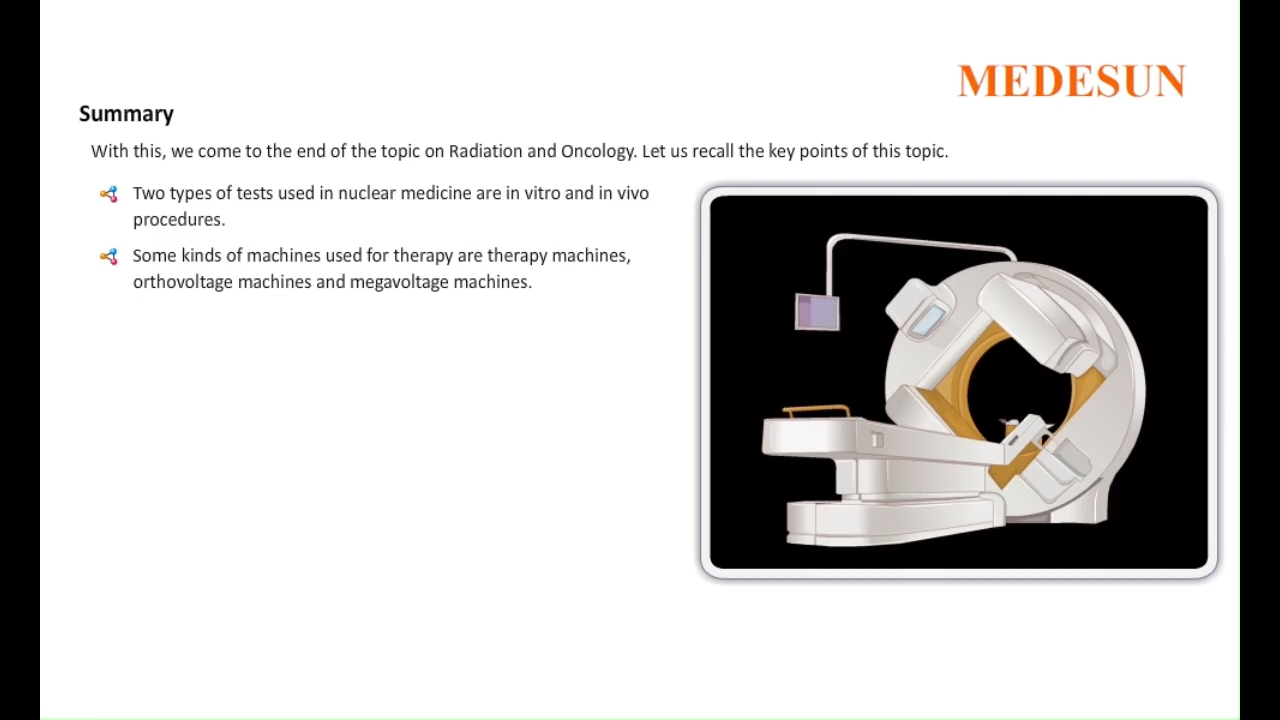 MEDESUN
Summary
With this, we come to the end of the topic on Radiation and Oncology. Let us recall the key points of this topic.
Two types of tests used in nuclear medicine are in vitro and in vivo
procedures.
Some kinds of machines used for therapy are therapy machines,
orthovoltage machines and megavoltage machines.